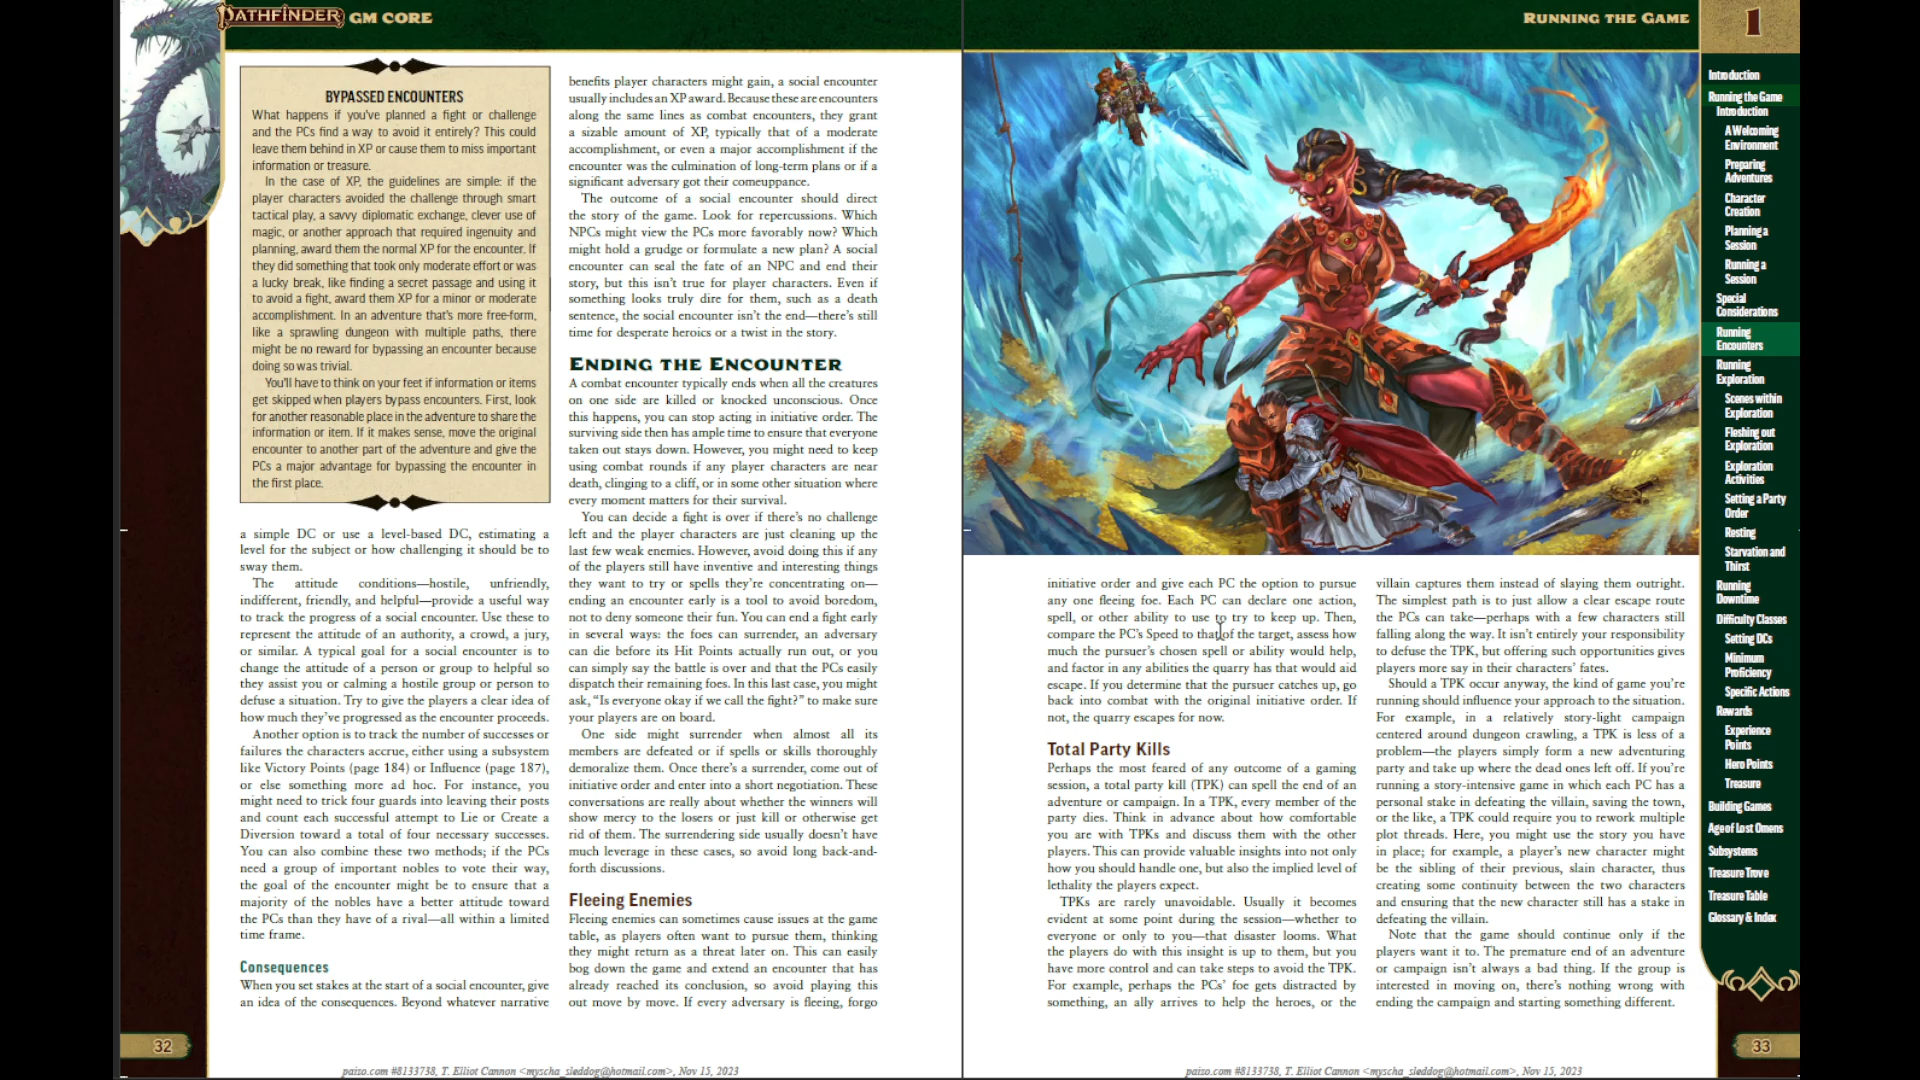 PATHFINDER GM CORE
BYPASSED ENCOUNTERS
What happens if you've planned a fight or challenge
and the PCs find a way to avoid it entirely? This could
leave them behind in XP or cause them to miss important
information or treasure.
In the case of XP, the guidelines are simple: if the
player characters avoided the challenge through smart
tactical play, a savvy diplomatic exchange, clever use of
magic, or another approach that required ingenuity and
planning, award them the normal XP for the encounter. If
they did something that took only moderate effort or was
a lucky break, like finding a secret passage and using it
to avoid a fight, award them XP for a minor or moderate
accomplishment. In an adventure that's more free-form,
like a sprawling dungeon with multiple paths, there
might be no reward for bypassing an encounter because
doing so was trivial.
You'll have to think on your feet if information or items
get skipped when players bypass encounters. First, look
for another reasonable place in the adventure to share the
information or item. If it makes sense, move the original
encounter to another part of the adventure and give the
PCs a major advantage for bypassing the encounter in
the first place.
a simple DC or use a level-based DC, estimating a
level for the subject or how challenging it should be to
sway them.
The attitude conditions—hostile, unfriendly,
indifferent, friendly, and helpful—provide a useful way
to track the progress of a social encounter. Use these to
represent the attitude of an authority, a crowd, a jury,
or similar. A typical goal for a social encounter is to
change the attitude of a person or group to helpful so
they assist you or calming a hostile group or person to
defuse a situation. Try to give the players a clear idea of
how much they've progressed as the encounter proceeds.
Another option is to track the number of successes or
failures the characters accrue, either using a subsystem
like Victory Points (page 184) or Influence (page 187),
or else something more ad hoc. For instance, you
might need to trick four guards into leaving their posts
and count each successful attempt to Lie or Create a
Diversion toward a total of four necessary successes.
You can also combine these two methods; if the PCs
need a group of important nobles to vote their way,
the goal of the encounter might be to ensure that a
majority of the nobles have a better attitude toward
the PCs than they have of a rival—all within a limited
time frame.
Consequences
When you set stakes at the start of a social encounter, give
an idea of the consequences. Beyond whatever narrative
benefits player characters might gain, a social encounter
usually includes an XP award. Because these are encounters
along the same lines as combat encounters, they grant
a sizable amount of XP, typically that of a moderate
accomplishment, or even a major accomplishment if the
encounter was the culmination of long-term plans or if a
significant adversary got their comeuppance.
The outcome of a social encounter should direct
the story of the game. Look for repercussions. Which
NPCs might view the PCs more favorably now? Which
might hold a grudge or formulate a new plan? A social
encounter can seal the fate of an NPC and end their
story, but this isn't true for player characters. Even if
something looks truly dire for them, such as a death
sentence, the social encounter isn't the end—there's still
time for desperate heroics or a twist in the story.
ENDING THE ENCOUNTER
A combat encounter typically ends when all the creatures
on one side are killed or knocked unconscious. Once
this happens, you can stop acting in initiative order. The
surviving side then has ample time to ensure that everyone
taken out stays down. However, you might need to keep
using combat rounds if any player characters are near
death, clinging to a cliff, or in some other situation where
every moment matters for their survival.
You can decide a fight is over if there's no challenge
left and the player characters are just cleaning up the
last few weak enemies. However, avoid doing this if any
of the players still have inventive and interesting things
they want to try or spells they're concentrating on—
ending an encounter early is a tool to avoid boredom,
not to deny someone their fun. You can end a fight early
in several ways: the foes can surrender, an adversary
can die before its Hit Points actually run out, or you
can simply say the battle is over and that the PCs easily
dispatch their remaining foes. In this last case, you might
ask, "Is everyone okay if we call the fight?" to make sure
your players are on board.
One side might surrender when almost all its
members are defeated or if spells or skills thoroughly
demoralize them. Once there's a surrender, come out of
initiative order and enter into a short negotiation. These
conversations are really about whether the winners will
show mercy to the losers or just kill or otherwise get
rid of them. The surrendering side usually doesn't have
much leverage in these cases, so avoid long back-and-
forth discussions.
Fleeing Enemies
Fleeing enemies can sometimes cause issues at the game
table, as players often want to pursue them, thinking
they might return as a threat later on. This can easily
bog down the game and extend an encounter that has
already reached its conclusion, so avoid playing this
out move by move. If every adversary is fleeing, forgo
32
paizo.com #8133738, T. Elliot Cannon <myscha_sleddog@hotmail.com>, Nov 15, 2023
RUNNING THE GAME
1
initiative order and give each PC the option to pursue
any one fleeing foe. Each PC can declare one action,
spell, or other ability to use to try to keep up. Then,
compare the PC's Speed to that of the target, assess how
much the pursuer's chosen spell or ability would help,
and factor in any abilities the quarry has that would aid
escape. If you determine that the pursuer catches up, go
back into combat with the original initiative order. If
not, the quarry escapes for now.
Total Party Kills
Perhaps the most feared of any outcome of a gaming
session, a total party kill (TPK) can spell the end of an
adventure or campaign. In a TPK, every member of the
party dies. Think in advance about how comfortable
you are with TPKs and discuss them with the other
players. This can provide valuable insights into not only
how you should handle one, but also the implied level of
lethality the players expect.
TPKs are rarely unavoidable. Usually it becomes
evident at some point during the session—whether to
everyone or only to you—that disaster looms. What
the players do with this insight is up to them, but you
have more control and can take steps to avoid the TPK.
For example, perhaps the PCs' foe gets distracted by
something, an ally arrives to help the heroes, or the
villain captures them instead of slaying them outright.
The simplest path is to just allow a clear escape route
the PCs can take—perhaps with a few characters still
falling along the way. It isn't entirely your responsibility
to defuse the TPK, but offering such opportunities gives
players more say in their characters' fates.
Should a TPK occur anyway, the kind of game you're
running should influence your approach to the situation.
For example, in a relatively story-light campaign
centered around dungeon crawling, a TPK is less of a
problem—the players simply form a new adventuring
party and take up where the dead ones left off. If you're
running a story-intensive game in which each PC has a
personal stake in defeating the villain, saving the town,
or the like, a TPK could require you to rework multiple
plot threads. Here, you might use the story you have
in place; for example, a player's new character might
be the sibling of their previous, slain character, thus
creating some continuity between the two characters
and ensuring that the new character still has a stake in
defeating the villain.
Note that the game should continue only if the
players want it to. The premature end of an adventure
or campaign isn't always a bad thing. If the group is
interested in moving on, there's nothing wrong with
ending the campaign and starting something different.
Introduction
Running the Game
Introduction
A Welcoming
Environment
Preparing
Adventures
Character
Creation
Planning a
Session
Running a
Session
Special
Considerations
Running
Encounters
Running
Exploration
Scenes within
Exploration
Fleshing out
Exploration
Exploration
Activities
Setting a Party
Order
Resting
Starvation and
Thirst
Running
Downtime
Difficulty Classes
Setting DCs
Minimum
Proficiency
Specific Actions
Rewards
Experience
Points
Hero Points
Treasure
Building Games
Age of Lost Omens
Subsystems
Treasure Trove
Treasure Table
Glossary & Index
33
paizo.com #8133738, T. Elliot Cannon <myscha_sleddog@hotmail.com>, Nov 15, 2023